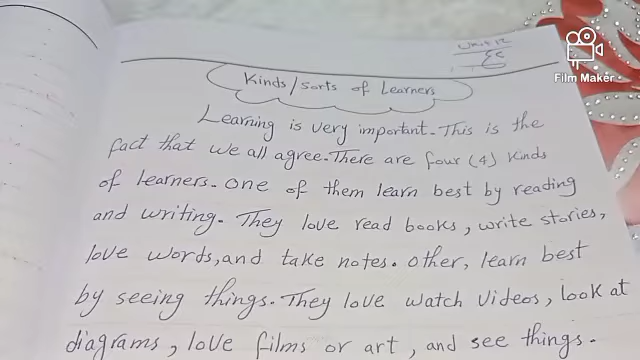 Film Maker
Kinds/Sorts of Learners
Learning is very important. This is the
fact that we all agree. There are four (4) kinds
of learners. One of them learn best by reading
and writing. They love read books, write stories,
love words, and take notes. Other, learn best
by seeing things. They love watch videos, look at
diagrams, love films or art, and see things.